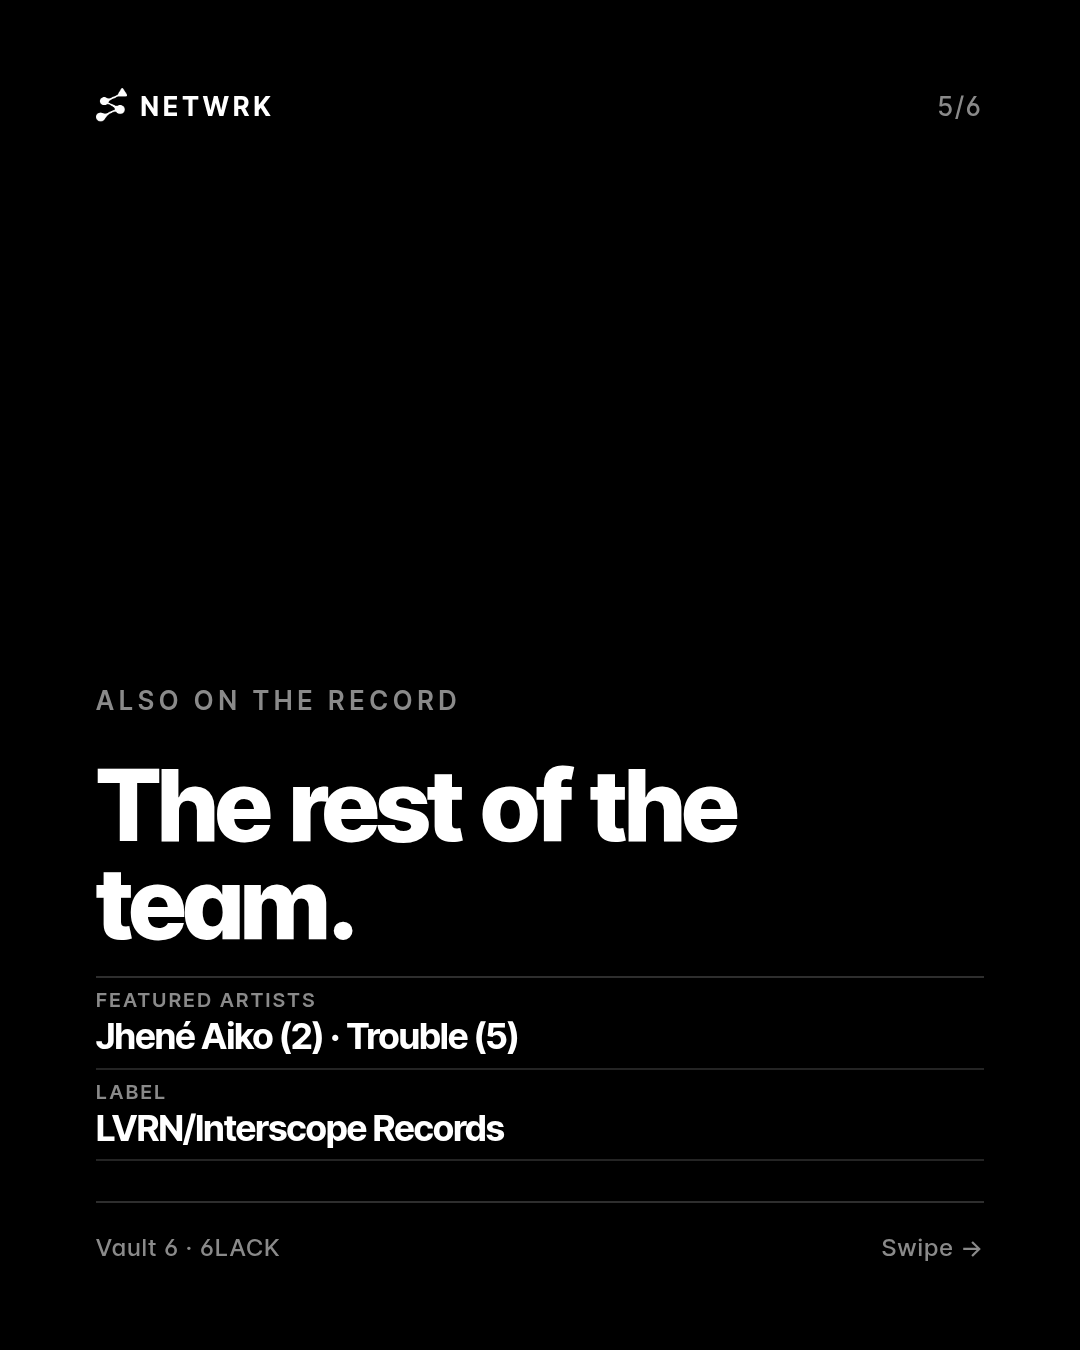 NETWRK
5/6
ALSO ON THE RECORD
The rest of the
team.
FEATURED ARTISTS
Jhené Aiko (2) · Trouble (5)
LABEL
LVRN/Interscope Records
Vault 6 · 6LACK
Swipe →